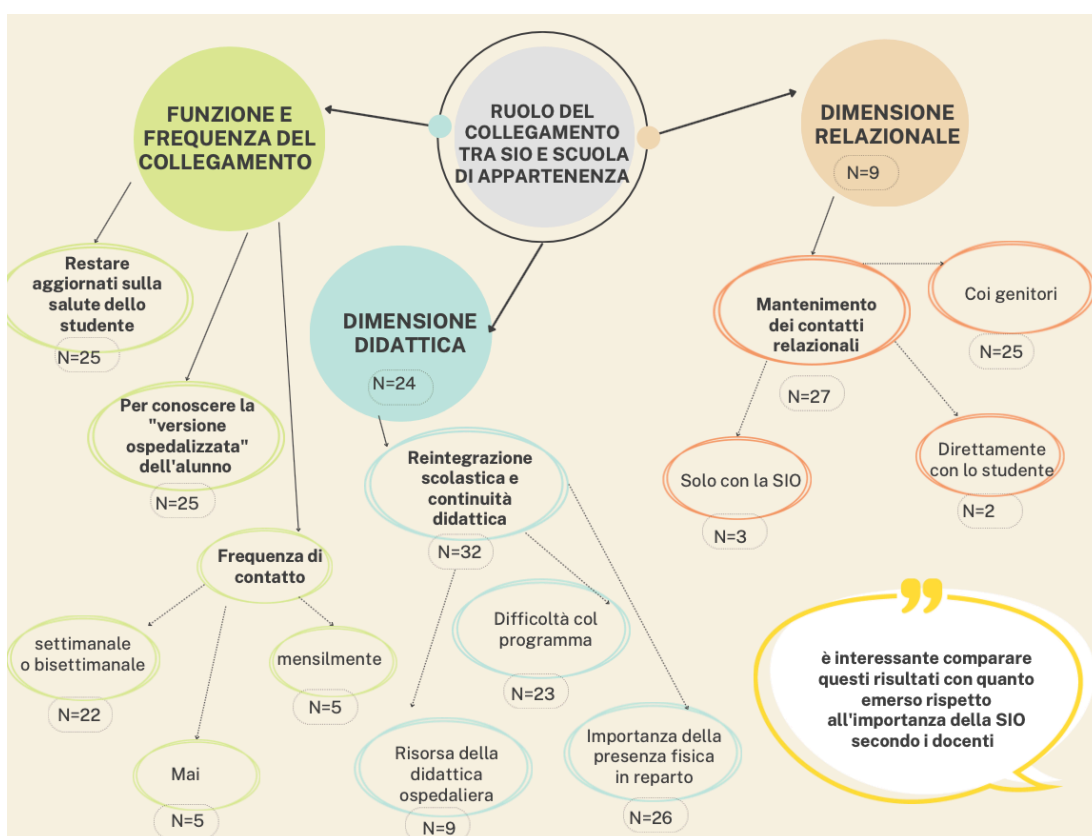 RUOLO DEL
COLLEGAMENTO
TRA SIO E SCUOLA
DI APPARTENENZA
FUNZIONE E
FREQUENZA DEL
COLLEGAMENTO
Restare
aggiornati sulla
salute dello
studente
N=25
Per conoscere la
"versione
ospedalizzata"
dell'alunno
N=25
Frequenza di
contatto
settimanale
o bisettimanale
N=22
Mai
N=5
mensilmente
N=5
DIMENSIONE
DIDATTICA
N=24
Reintegrazione
scolastica e
continuità
didattica
N=32
Risorsa della
didattica
ospedaliera
N=9
Difficoltà col
programma
N=23
Importanza della
presenza fisica
in reparto
N=26
DIMENSIONE
RELAZIONALE
N=9
Mantenimento
dei contatti
relazionali
N=27
Coi genitori
N=25
Solo con la SIO
N=3
Direttamente
con lo studente
N=2
è interessante comparare
questi risultati con quanto
emerso rispetto
all'importanza della SIO
secondo i docenti